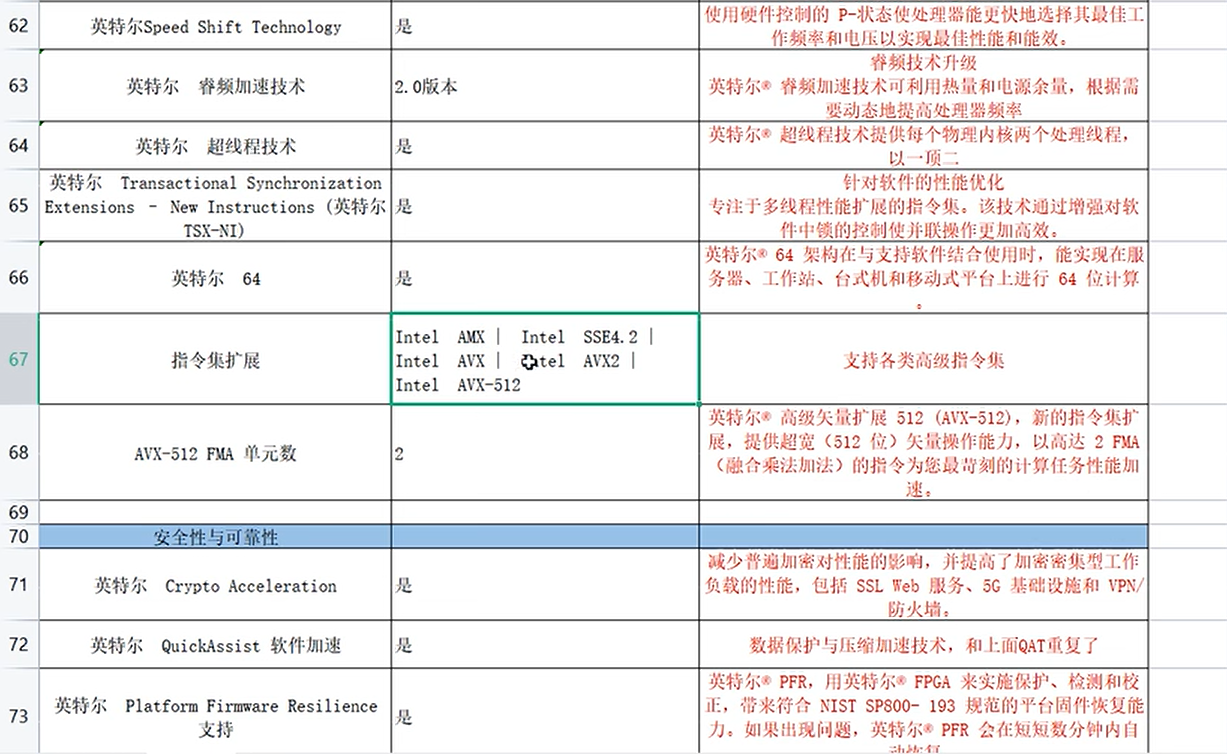 62
英特尔Speed Shift Technology
是
使用硬件控制的 P-状态使处理器能更快地选择其最佳工
作频率和电压以实现最佳性能和能效。
63
英特尔 睿频加速技术
2.0版本
睿频技术升级
英特尔® 睿频加速技术可利用热量和电源余量，根据需
要动态地提高处理器频率
64
英特尔 超线程技术
是
英特尔® 超线程技术提供每个物理内核两个处理线程，
以一顶二
65
英特尔 Transactional Synchronization
Extensions – New Instructions (英特尔
TSX-NI)
是
针对软件的性能优化
专注于多线程性能扩展的指令集。该技术通过增强对软
件中锁的控制使并联操作更加高效。
66
英特尔 64
是
英特尔® 64 架构在与支持软件结合使用时，能实现在服
务器、工作站、台式机和移动式平台上进行 64 位计算
。
67
指令集扩展
Intel AMX | Intel SSE4.2 |
Intel AVX | tel AVX2 |
Intel AVX-512
支持各类高级指令集
68
AVX-512 FMA 单元数
2
英特尔® 高级矢量扩展 512 (AVX-512)，新的指令集扩
展，提供超宽（512 位）矢量操作能力，以高达 2 FMA
（融合乘法加法）的指令为您最苛刻的计算任务性能加
速。
69
70
安全性与可靠性
71
英特尔 Crypto Acceleration
是
减少普遍加密对性能的影响，并提高了加密密集型工作
负载的性能，包括 SSL Web 服务、5G 基础设施和 VPN/
防火墙。
72
英特尔 QuickAssist 软件加速
是
数据保护与压缩加速技术，和上面QAT重复了
73
英特尔 Platform Firmware Resilience
支持
是
英特尔® PFR，用英特尔® FPGA 来实施保护、检测和校
正，带来符合 NIST SP800- 193 规范的平台固件恢复能
力。如果出现问题，英特尔® PFR 会在短短数分钟内自